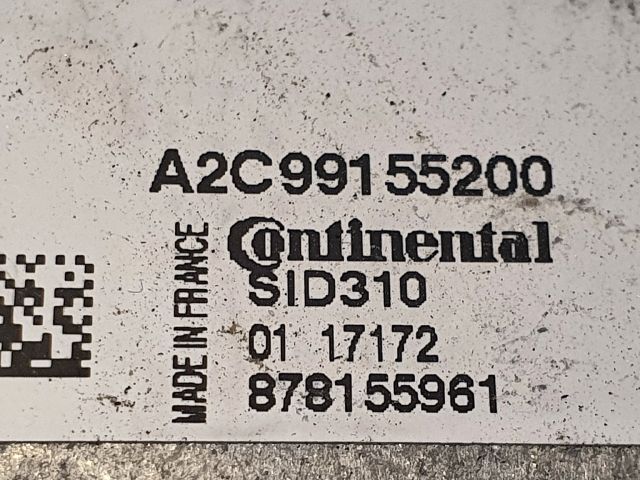 A2C99155200
Continental
SID310
01 17172
878155961
MADE IN FRANCE